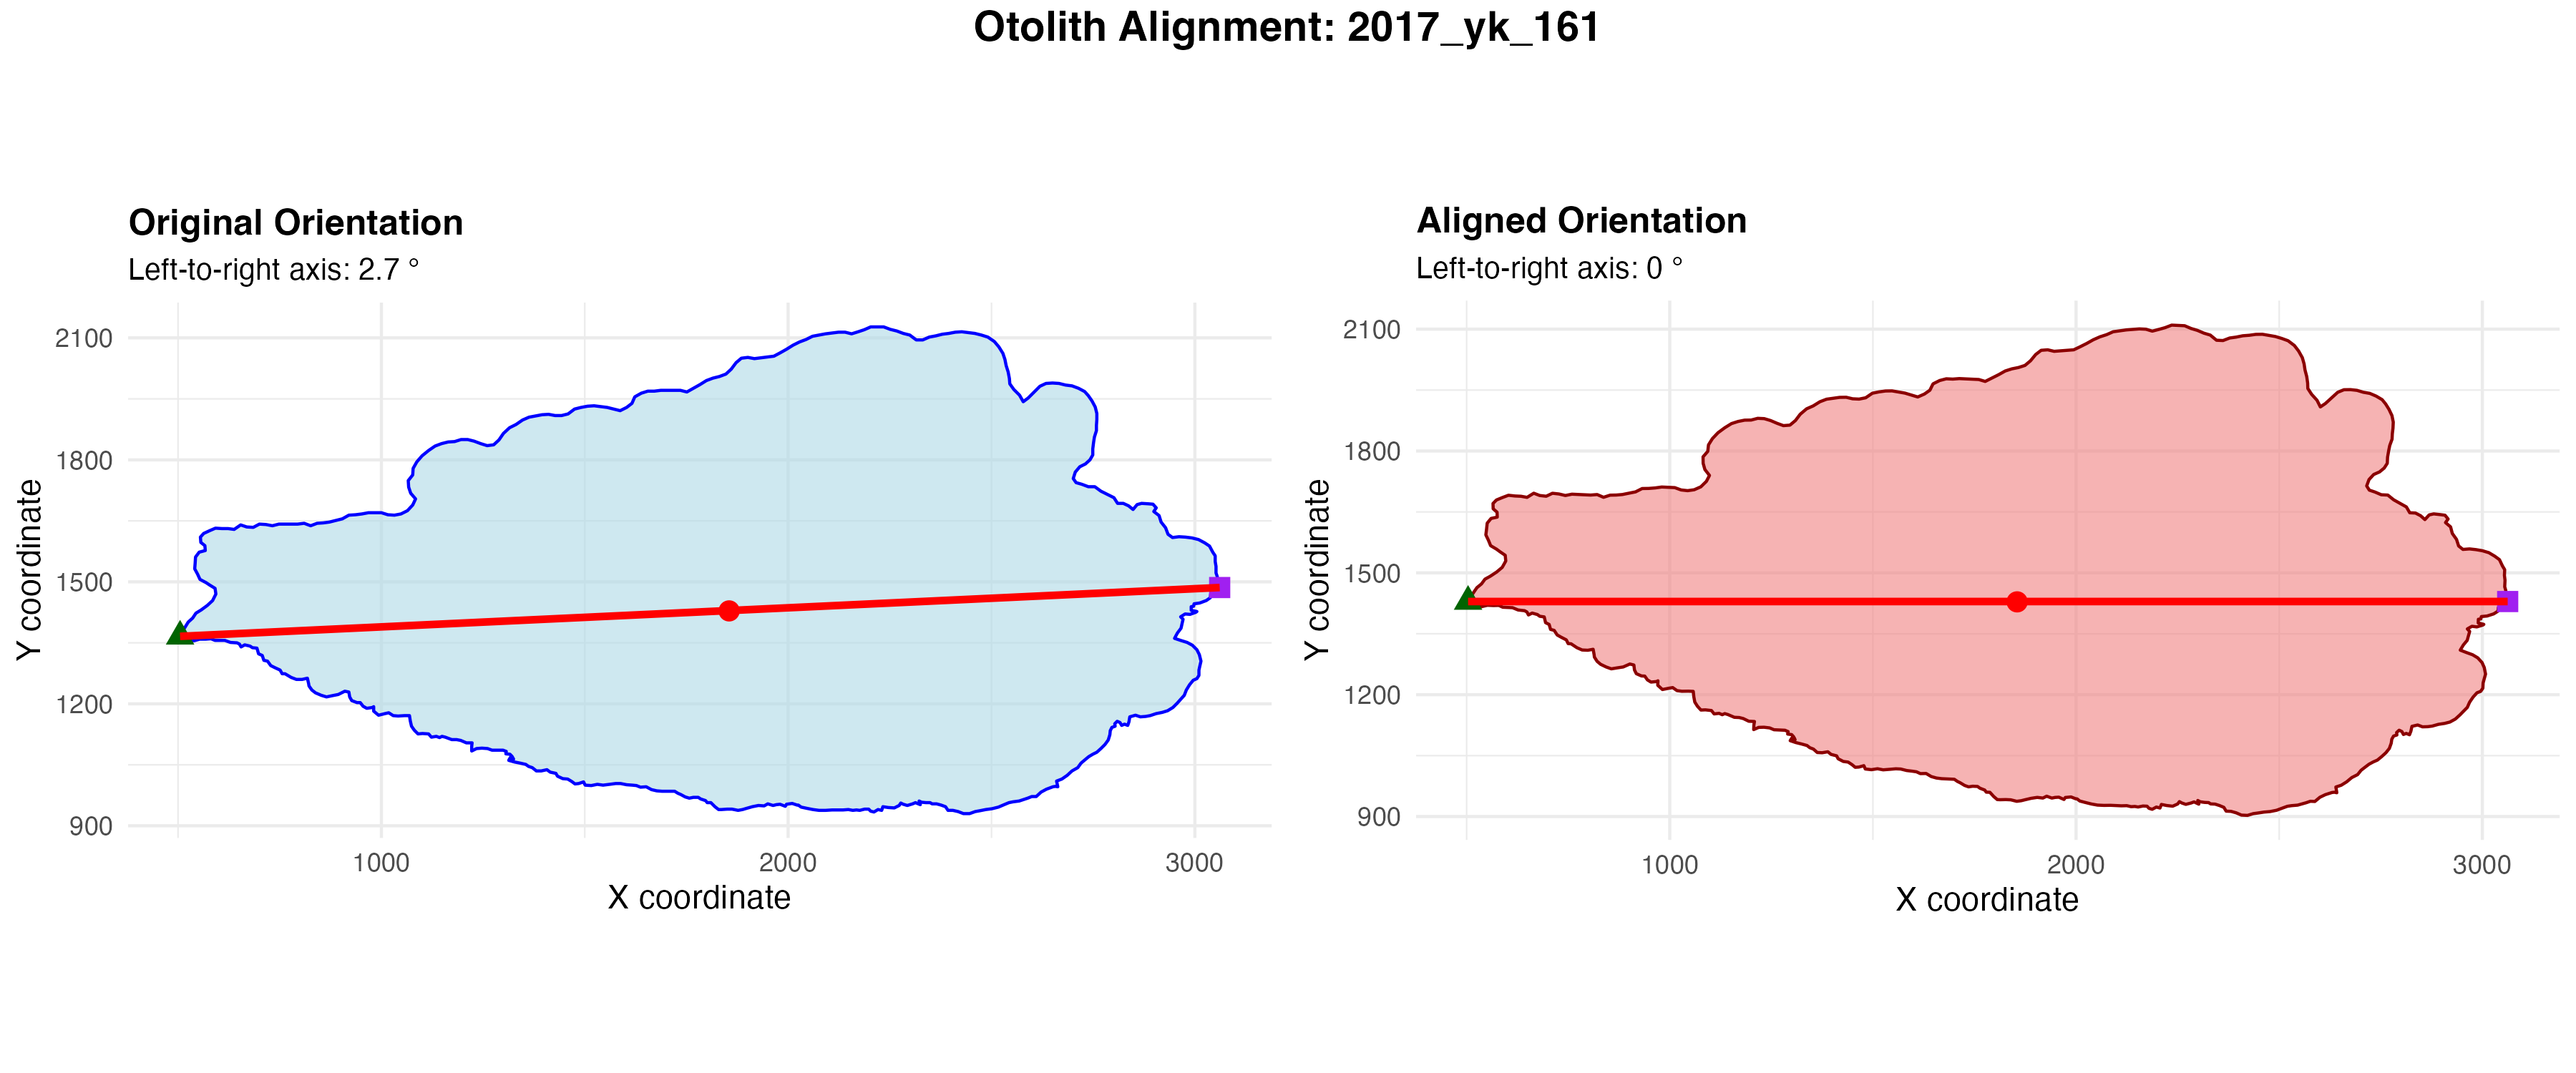 Otolith Alignment: 2017_yk_161
Original Orientation
Left-to-right axis: 2.7 °
2100
1800
1500
1200
900
Y coordinate
1000
2000
3000
X coordinate
Aligned Orientation
Left-to-right axis: 0 °
2100
1800
1500
1200
900
Y coordinate
1000
2000
3000
X coordinate